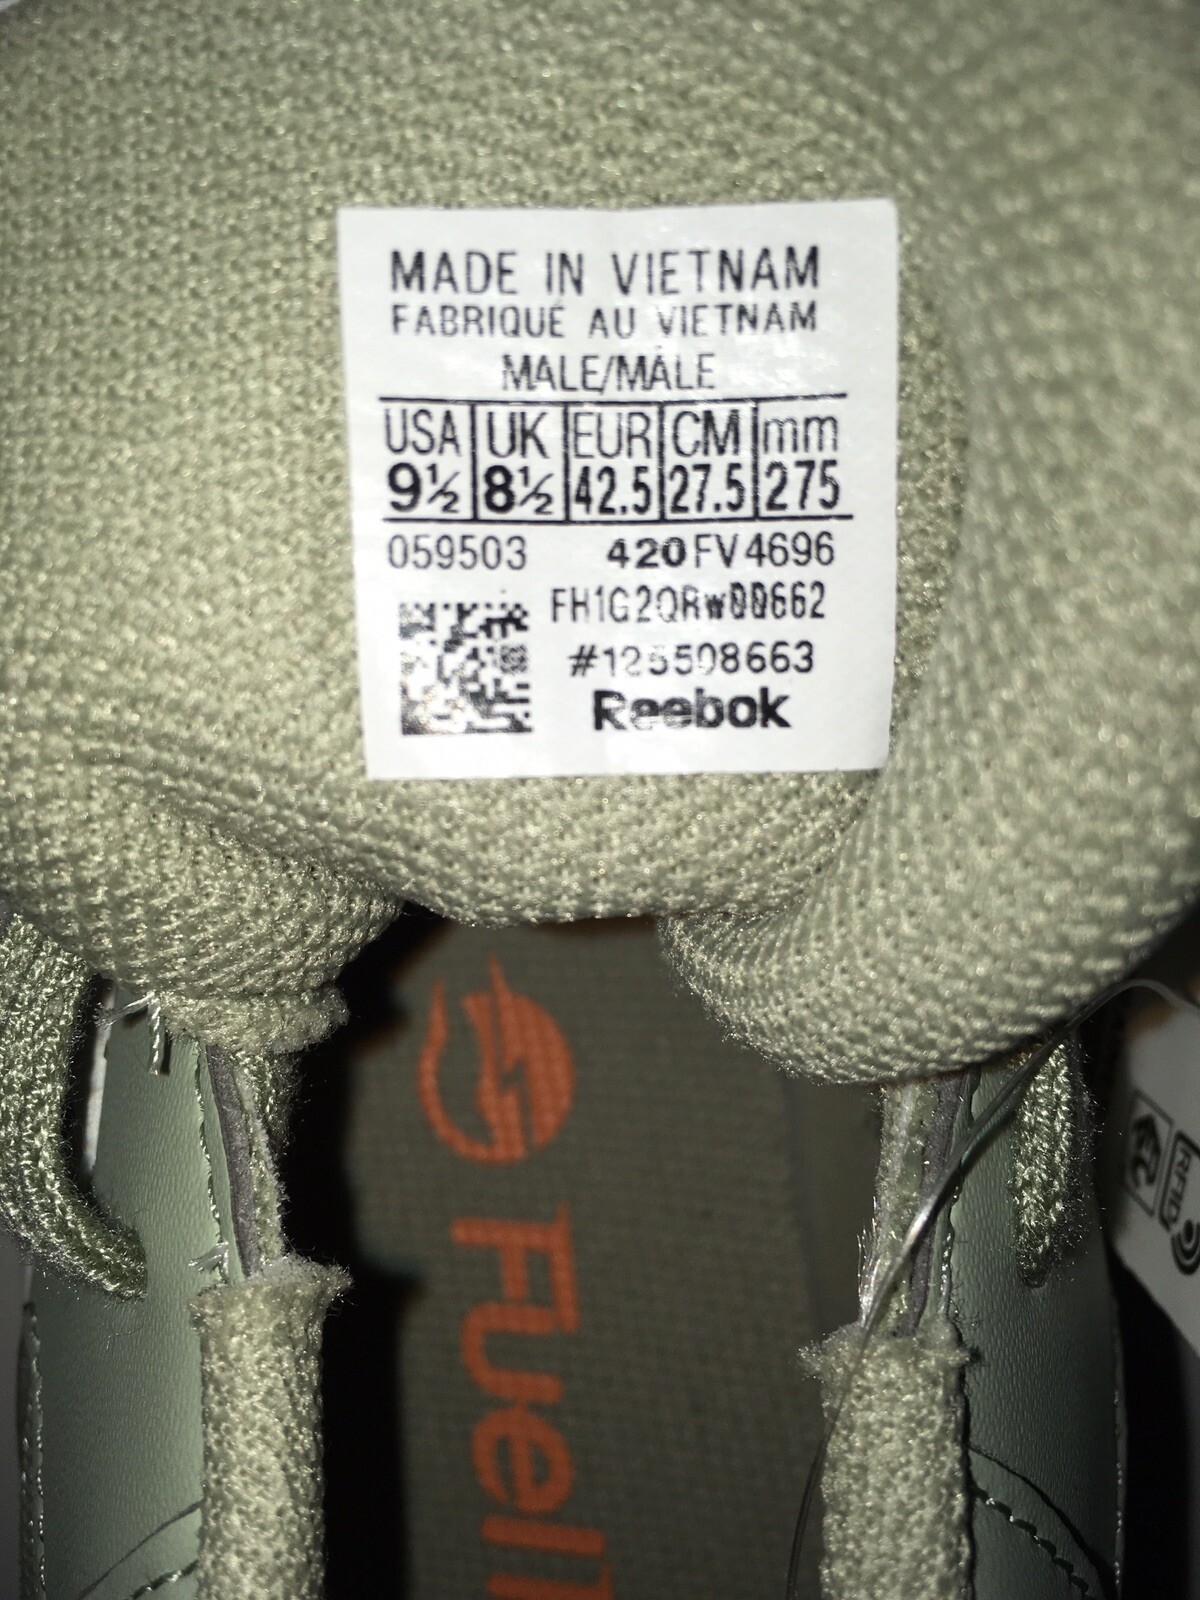 MADE IN VIETNAM
FABRIQUÉ AU VIETNAM
MALE/MÂLE
USA UK EUR CM mm
9½ 8½ 42.5 27.5 275
059503 420 FV4696
FH1G2QRw00662
#125508663
Reebok
Fuel
RFID